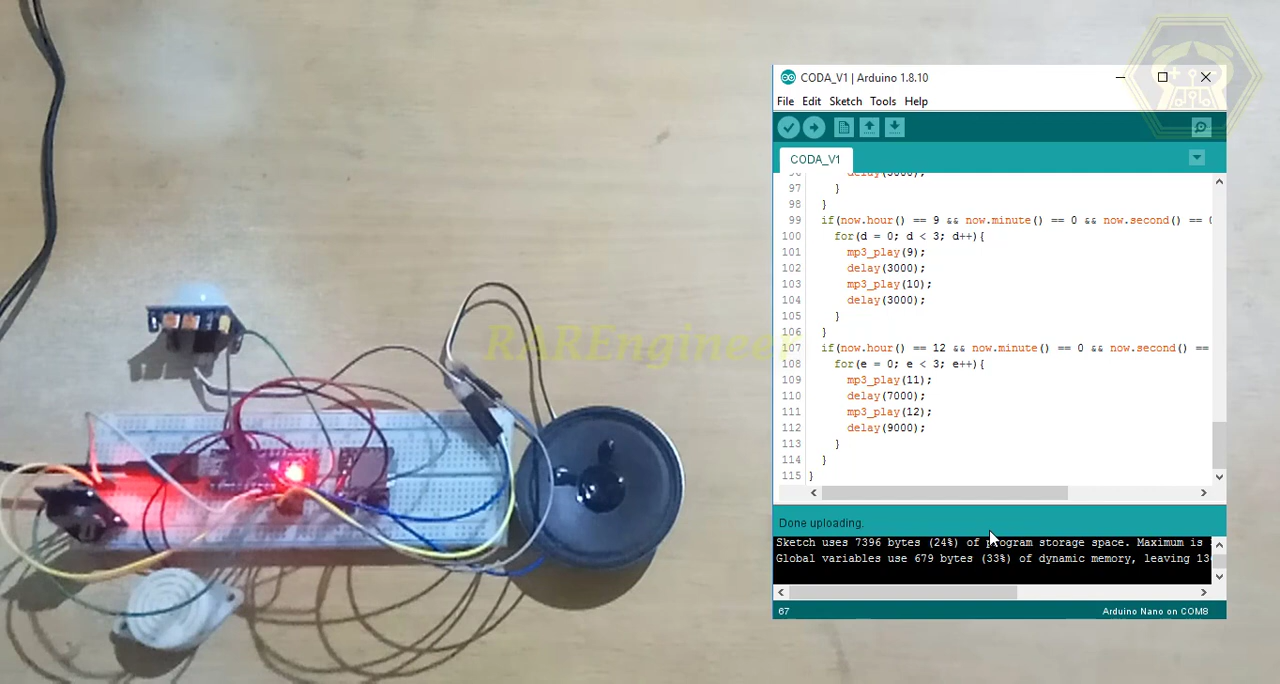 CODA_V1 | Arduino 1.8.10
File Edit Sketch Tools Help
CODA_V1
97 }
98 }
99 if(now.hour() == 9 && now.minute() == 0 && now.second() ==
100 for(d = 0; d < 3; d++){
101 mp3_play(9);
102 delay(3000);
103 mp3_play(10);
104 delay(3000);
105 }
106 }
107 if(now.hour() == 12 && now.minute() == 0 && now.second() ==
108 for(e = 0; e < 3; e++){
109 mp3_play(11);
110 delay(7000);
111 mp3_play(12);
112 delay(9000);
113 }
114 }
115 }
RAREngineer
Done uploading.
Sketch uses 7396 bytes (24%) of program storage space. Maximum is
Global variables use 679 bytes (33%) of dynamic memory, leaving
67 Arduino Nano on COM8